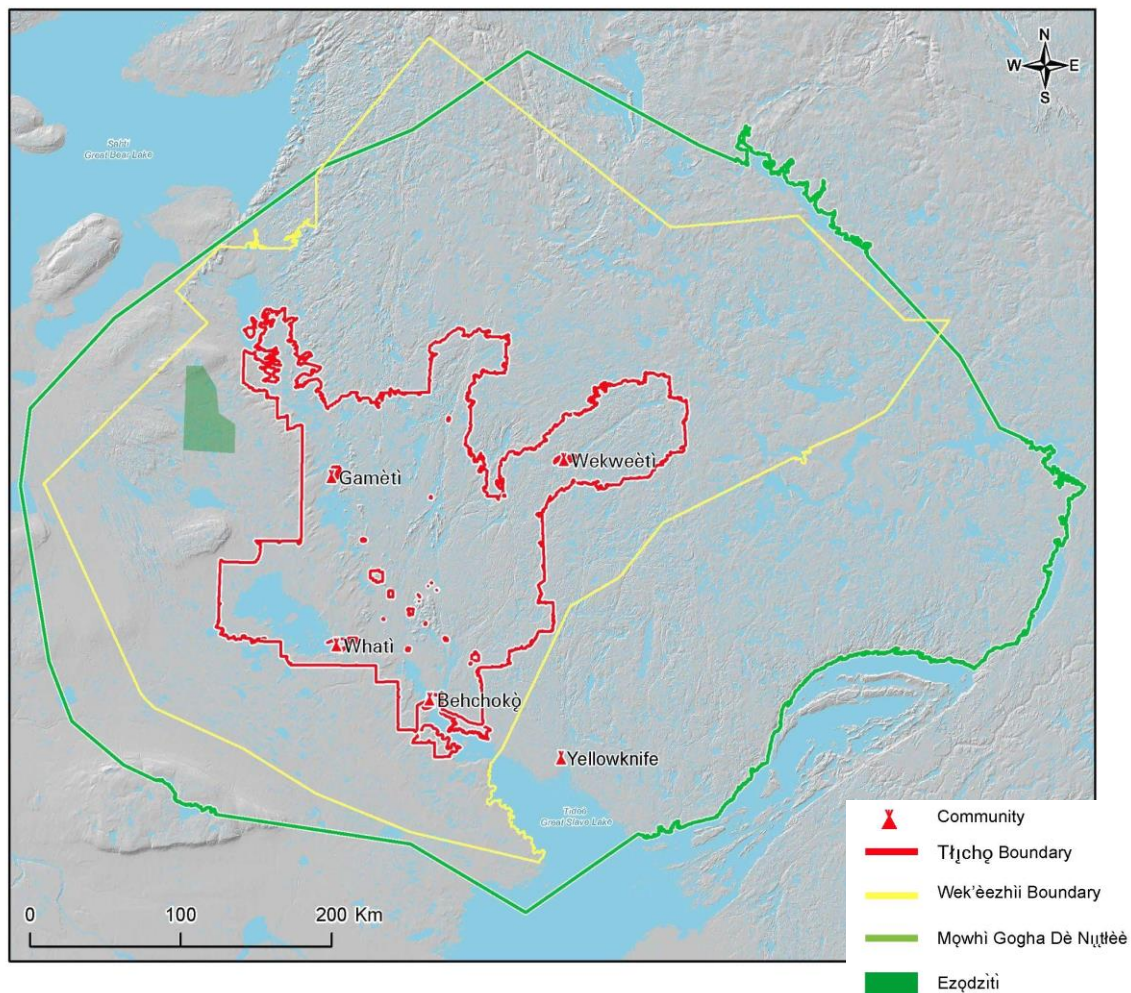 N
W E
S
Sahtì
Great Bear Lake
Gamètì
Wekweètì
Whatì
Behchokǫ̀
Yellowknife
Tideè
Great Slave Lake
0 100 200 Km
Community
Tłı̨chǫ Boundary
Wek'èezhìi Boundary
Mǫwhì Gogha Dè Nı̨ı̨tłèè
Ezǫdzìtì